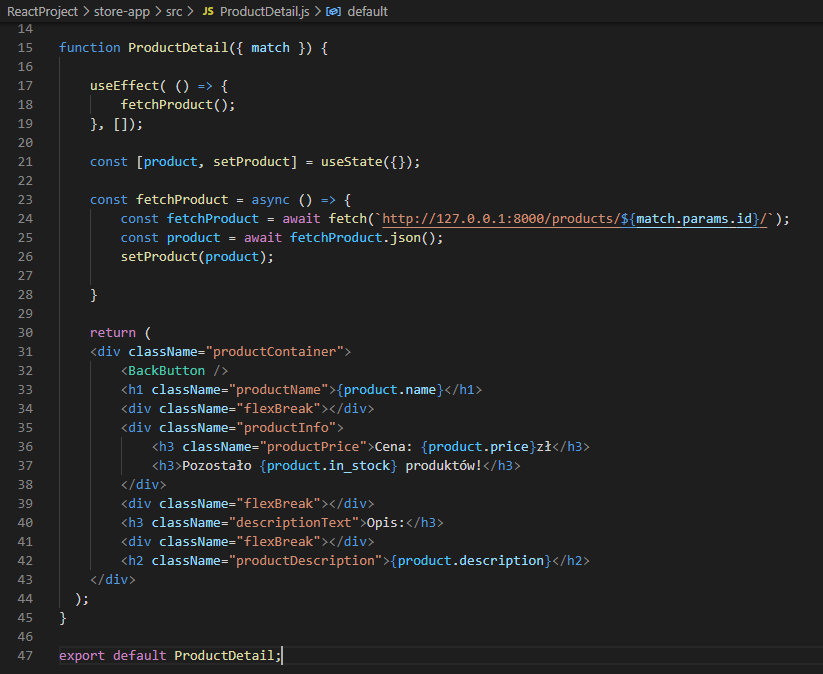 ReactProject > store-app > src > JS ProductDetail.js > default
14
15 function ProductDetail({ match }) {
16
17     useEffect( () => {
18         fetchProduct();
19     }, []);
20
21     const [product, setProduct] = useState({});
22
23     const fetchProduct = async () => {
24         const fetchProduct = await fetch(`http://127.0.0.1:8000/products/${match.params.id}/`);
25         const product = await fetchProduct.json();
26         setProduct(product);
27
28     }
29
30     return (
31     <div className="productContainer">
32         <BackButton />
33         <h1 className="productName">{product.name}</h1>
34         <div className="flexBreak"></div>
35         <div className="productInfo">
36             <h3 className="productPrice">Cena: {product.price}zł</h3>
37             <h3>Pozostało {product.in_stock} produktów!</h3>
38         </div>
39         <div className="flexBreak"></div>
40         <h3 className="descriptionText">Opis:</h3>
41         <div className="flexBreak"></div>
42         <h2 className="productDescription">{product.description}</h2>
43     </div>
44   );
45 }
46
47 export default ProductDetail;